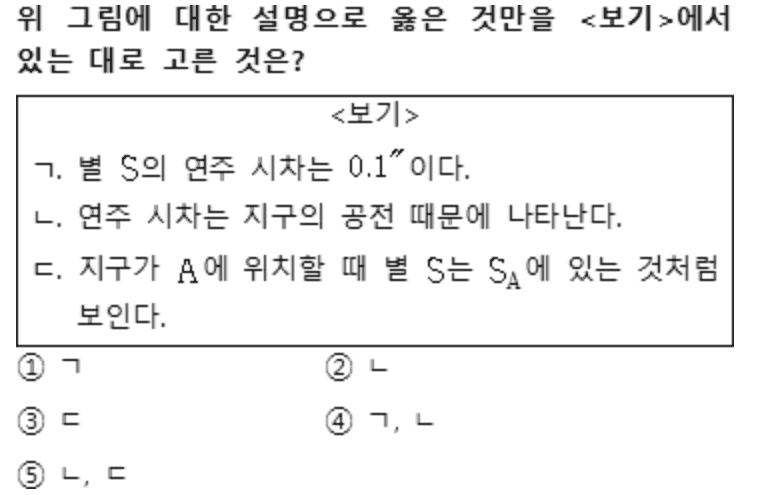 위 그림에 대한 설명으로 옳은 것만을 <보기>에서
있는 대로 고른 것은?
<보기>
ㄱ. 별 S의 연주 시차는 0.1″이다.
ㄴ. 연주 시차는 지구의 공전 때문에 나타난다.
ㄷ. 지구가 A에 위치할 때 별 S는 S_A에 있는 것처럼
보인다.
① ㄱ ② ㄴ
③ ㄷ ④ ㄱ, ㄴ
⑤ ㄴ, ㄷ